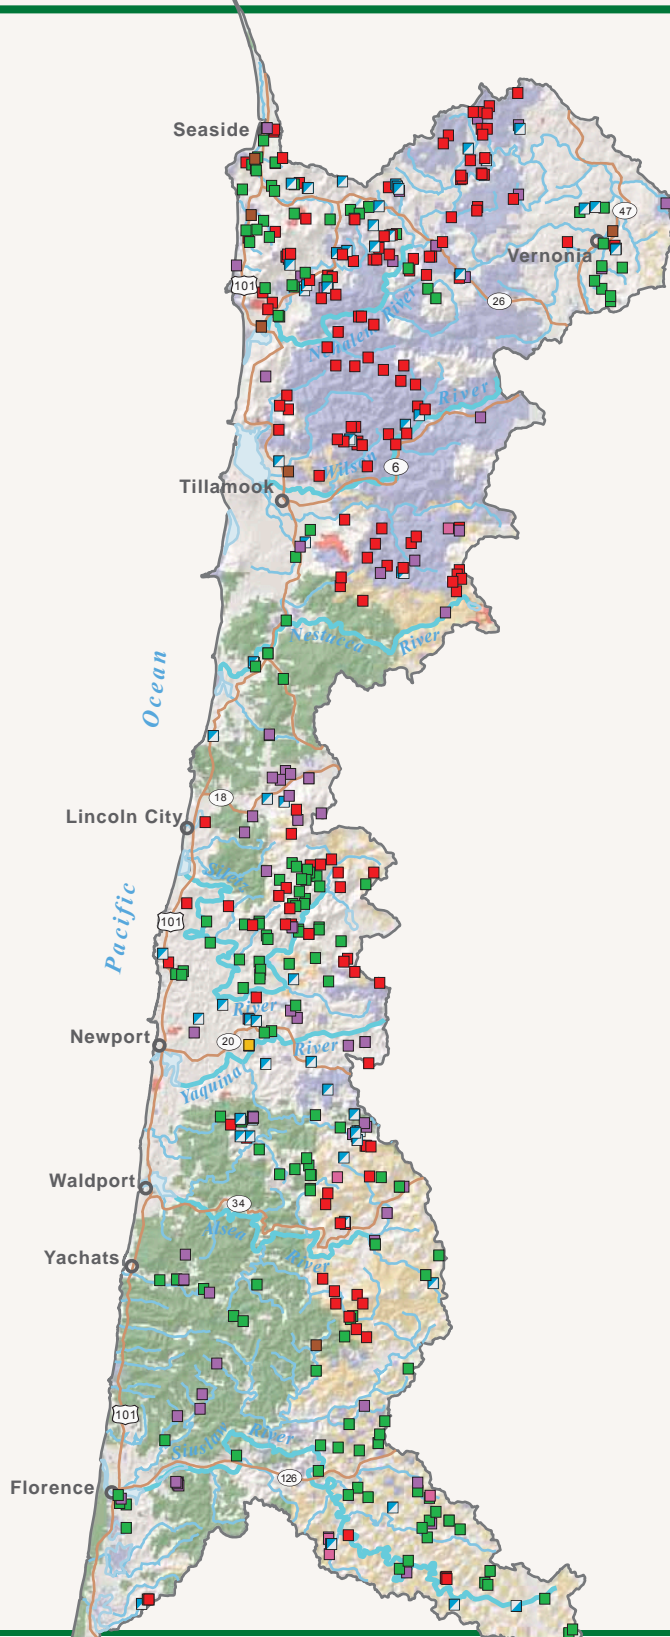 Seaside
47
Vernonia
101
26
Nehalem River
River
Wilson
6
Tillamook
Nestucca River
Ocean
18
Lincoln City
Siletz
Pacific
101
River
Newport
20
River
Yaquina
Waldport
34
Alsea
River
Yachats
101
Siuslaw River
126
Florence